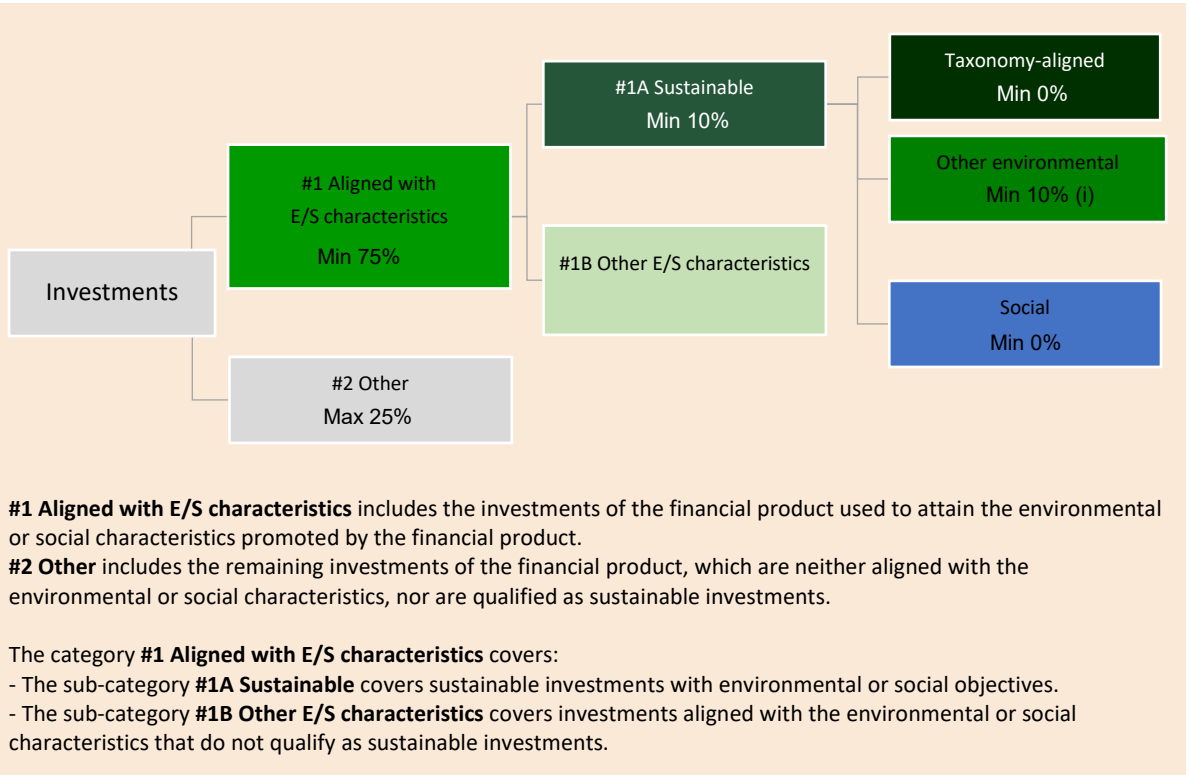 Investments
#1 Aligned with
E/S characteristics
Min 75%
#2 Other
Max 25%
#1A Sustainable
Min 10%
#1B Other E/S characteristics
Taxonomy-aligned
Min 0%
Other environmental
Min 10% (i)
Social
Min 0%
#1 Aligned with E/S characteristics includes the investments of the financial product used to attain the environmental
or social characteristics promoted by the financial product.
#2 Other includes the remaining investments of the financial product, which are neither aligned with the
environmental or social characteristics, nor are qualified as sustainable investments.
The category #1 Aligned with E/S characteristics covers:
- The sub-category #1A Sustainable covers sustainable investments with environmental or social objectives.
- The sub-category #1B Other E/S characteristics covers investments aligned with the environmental or social
characteristics that do not qualify as sustainable investments.